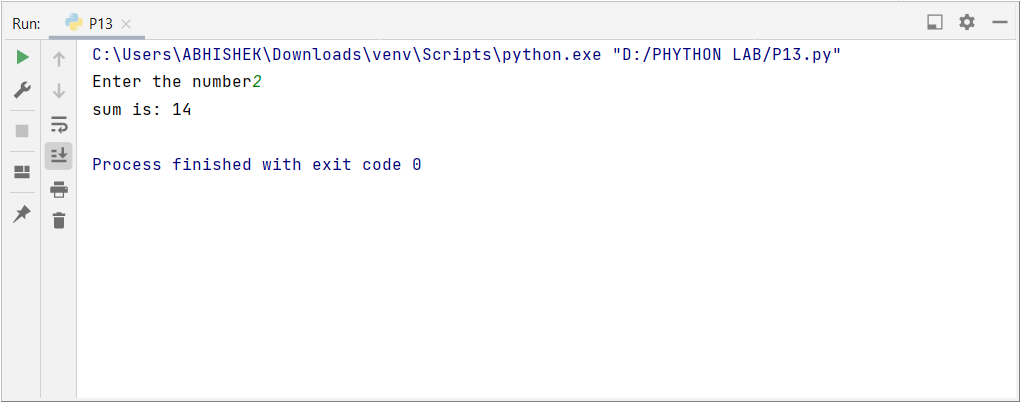 Run: P13
C:\Users\ABHISHEK\Downloads\venv\Scripts\python.exe "D:/PHYTHON LAB/P13.py"
Enter the number2
sum is: 14
Process finished with exit code 0